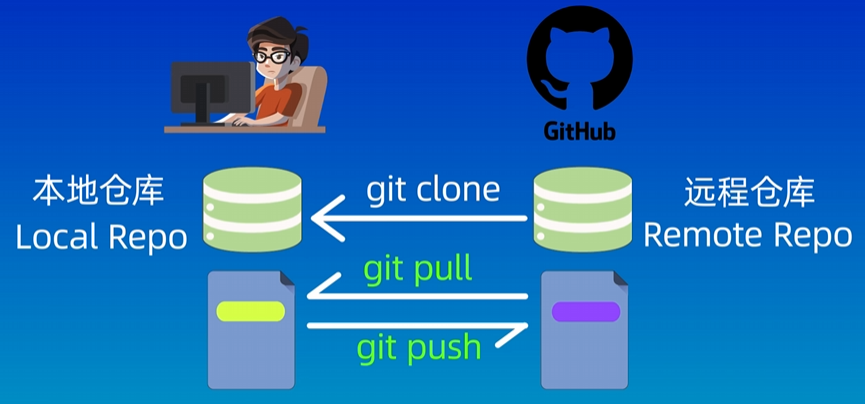 GitHub
本地仓库
Local Repo
git clone
远程仓库
Remote Repo
git pull
git push